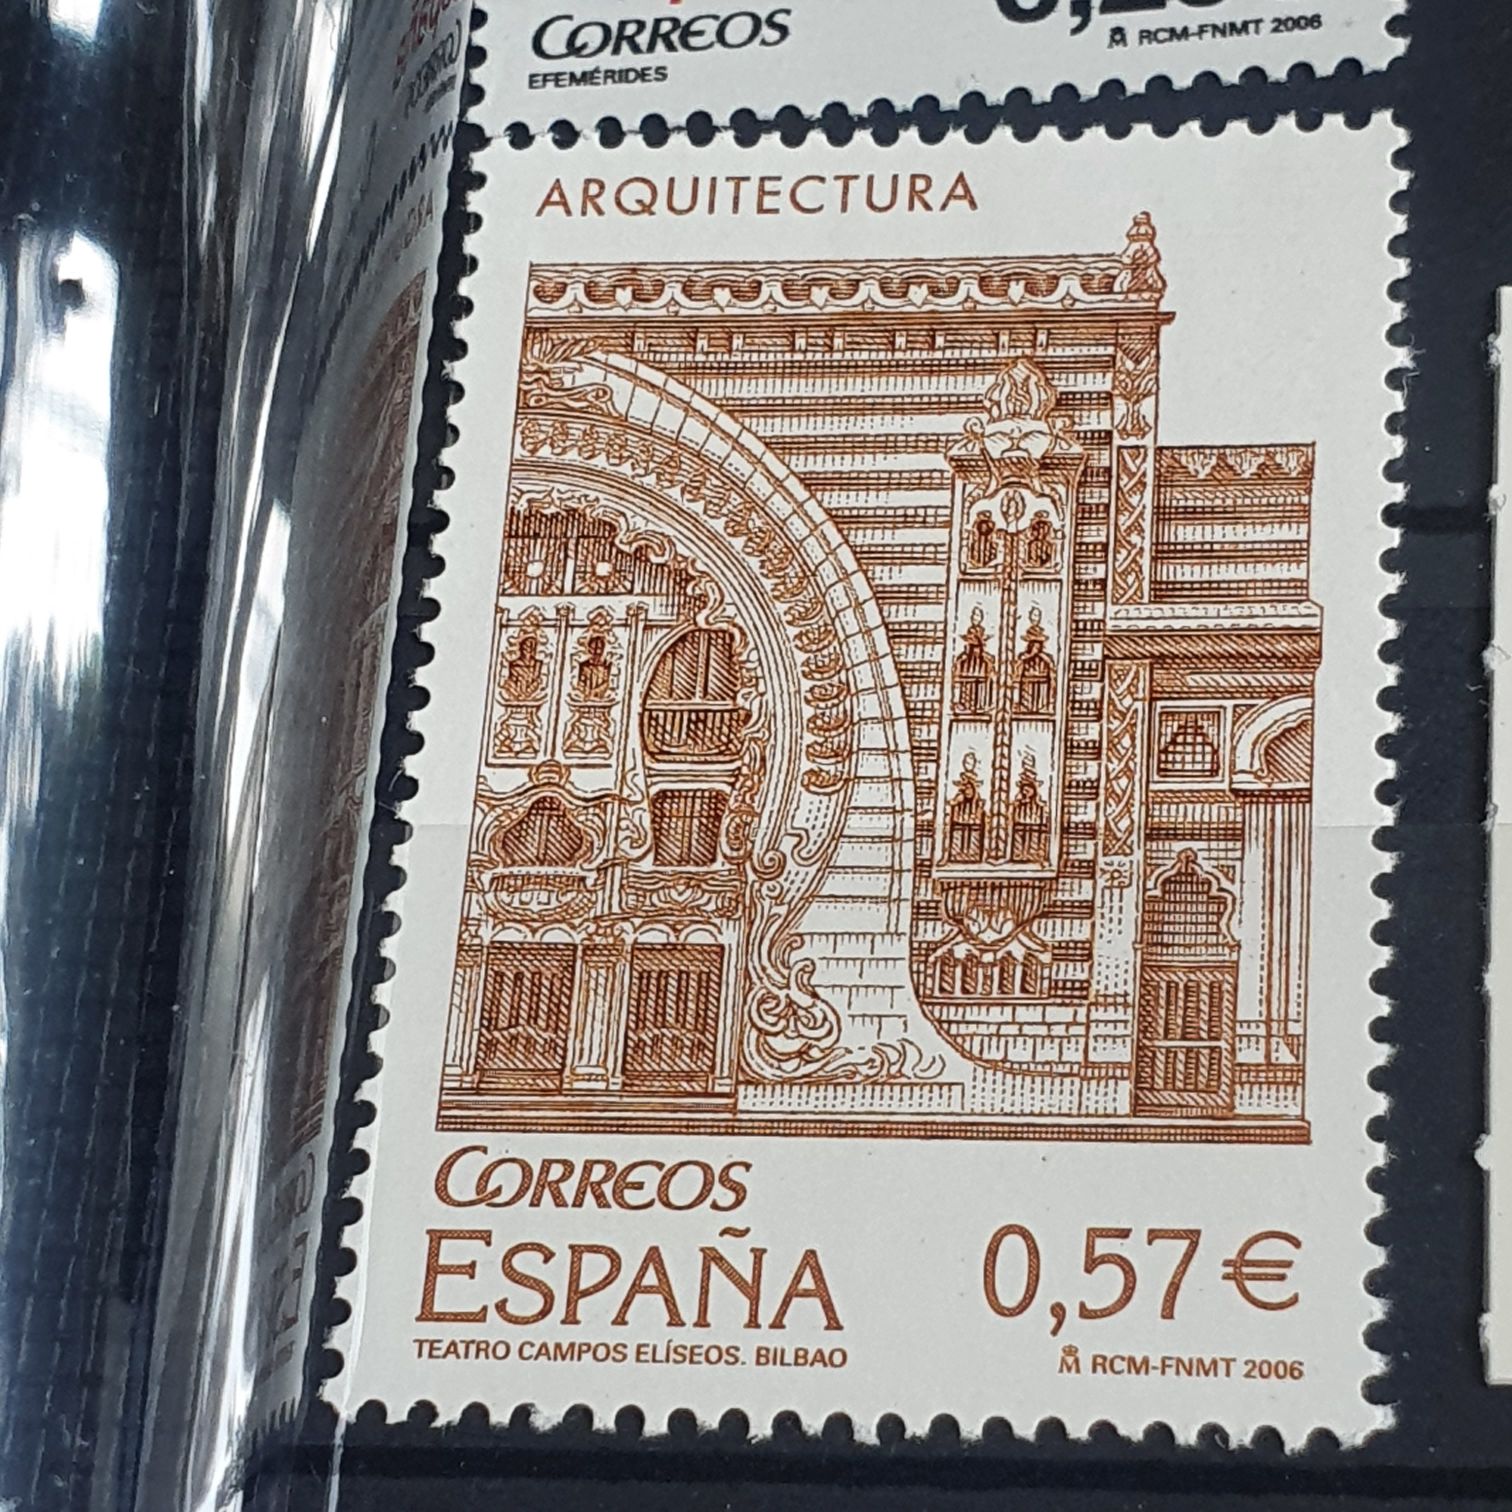 CORREOS
EFEMÉRIDES
RCM-FNMT 2006
ARQUITECTURA
CORREOS
ESPAÑA
0,57 €
TEATRO CAMPOS ELÍSEOS. BILBAO
RCM-FNMT 2006